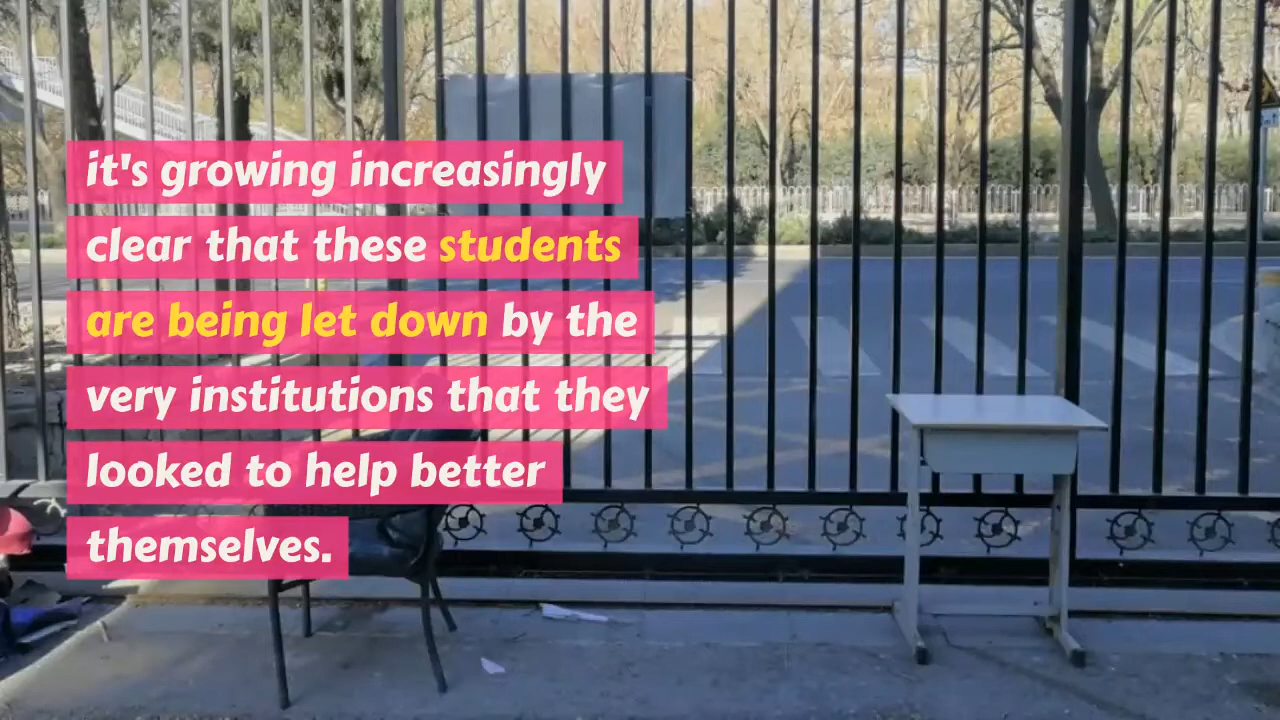 it's growing increasingly
clear that these students
are being let down by the
very institutions that they
looked to help better
themselves.